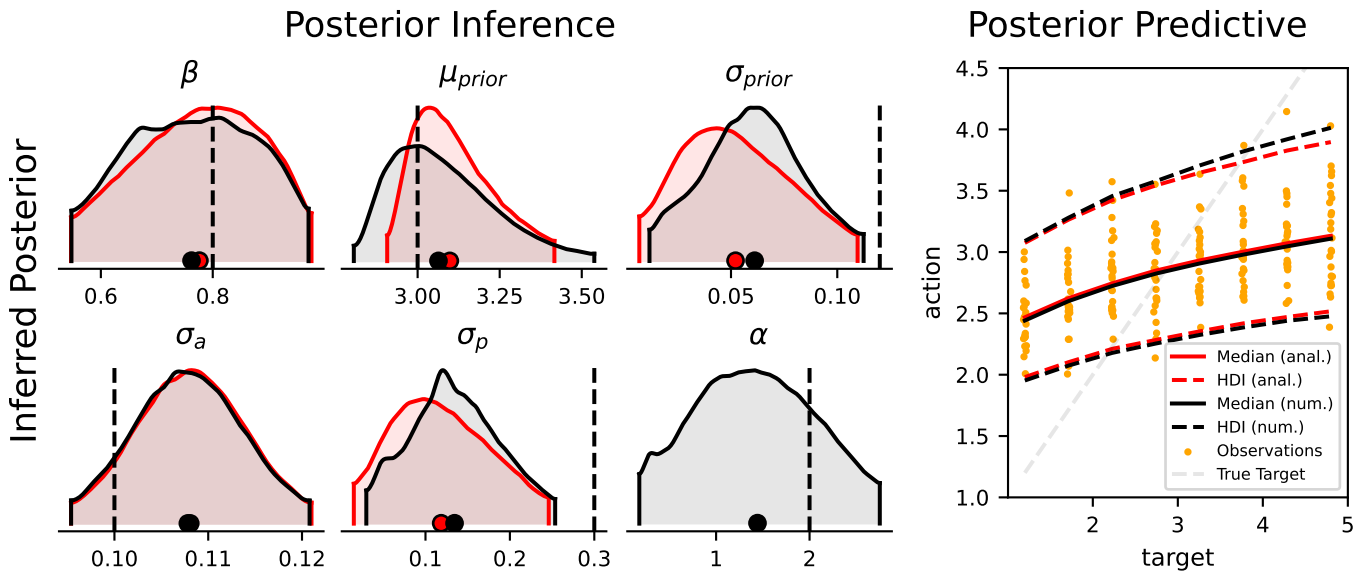 Posterior Inference
Posterior Predictive
Inferred Posterior
β
μprior
σprior
0.6 0.8
3.00 3.25 3.50
0.05 0.10
σa
σp
α
0.10 0.11 0.12
0.1 0.2 0.3
1 2
action
4.5
4.0
3.5
3.0
2.5
2.0
1.5
1.0
Median (anal.)
HDI (anal.)
Median (num.)
HDI (num.)
Observations
True Target
2 3 4 5
target